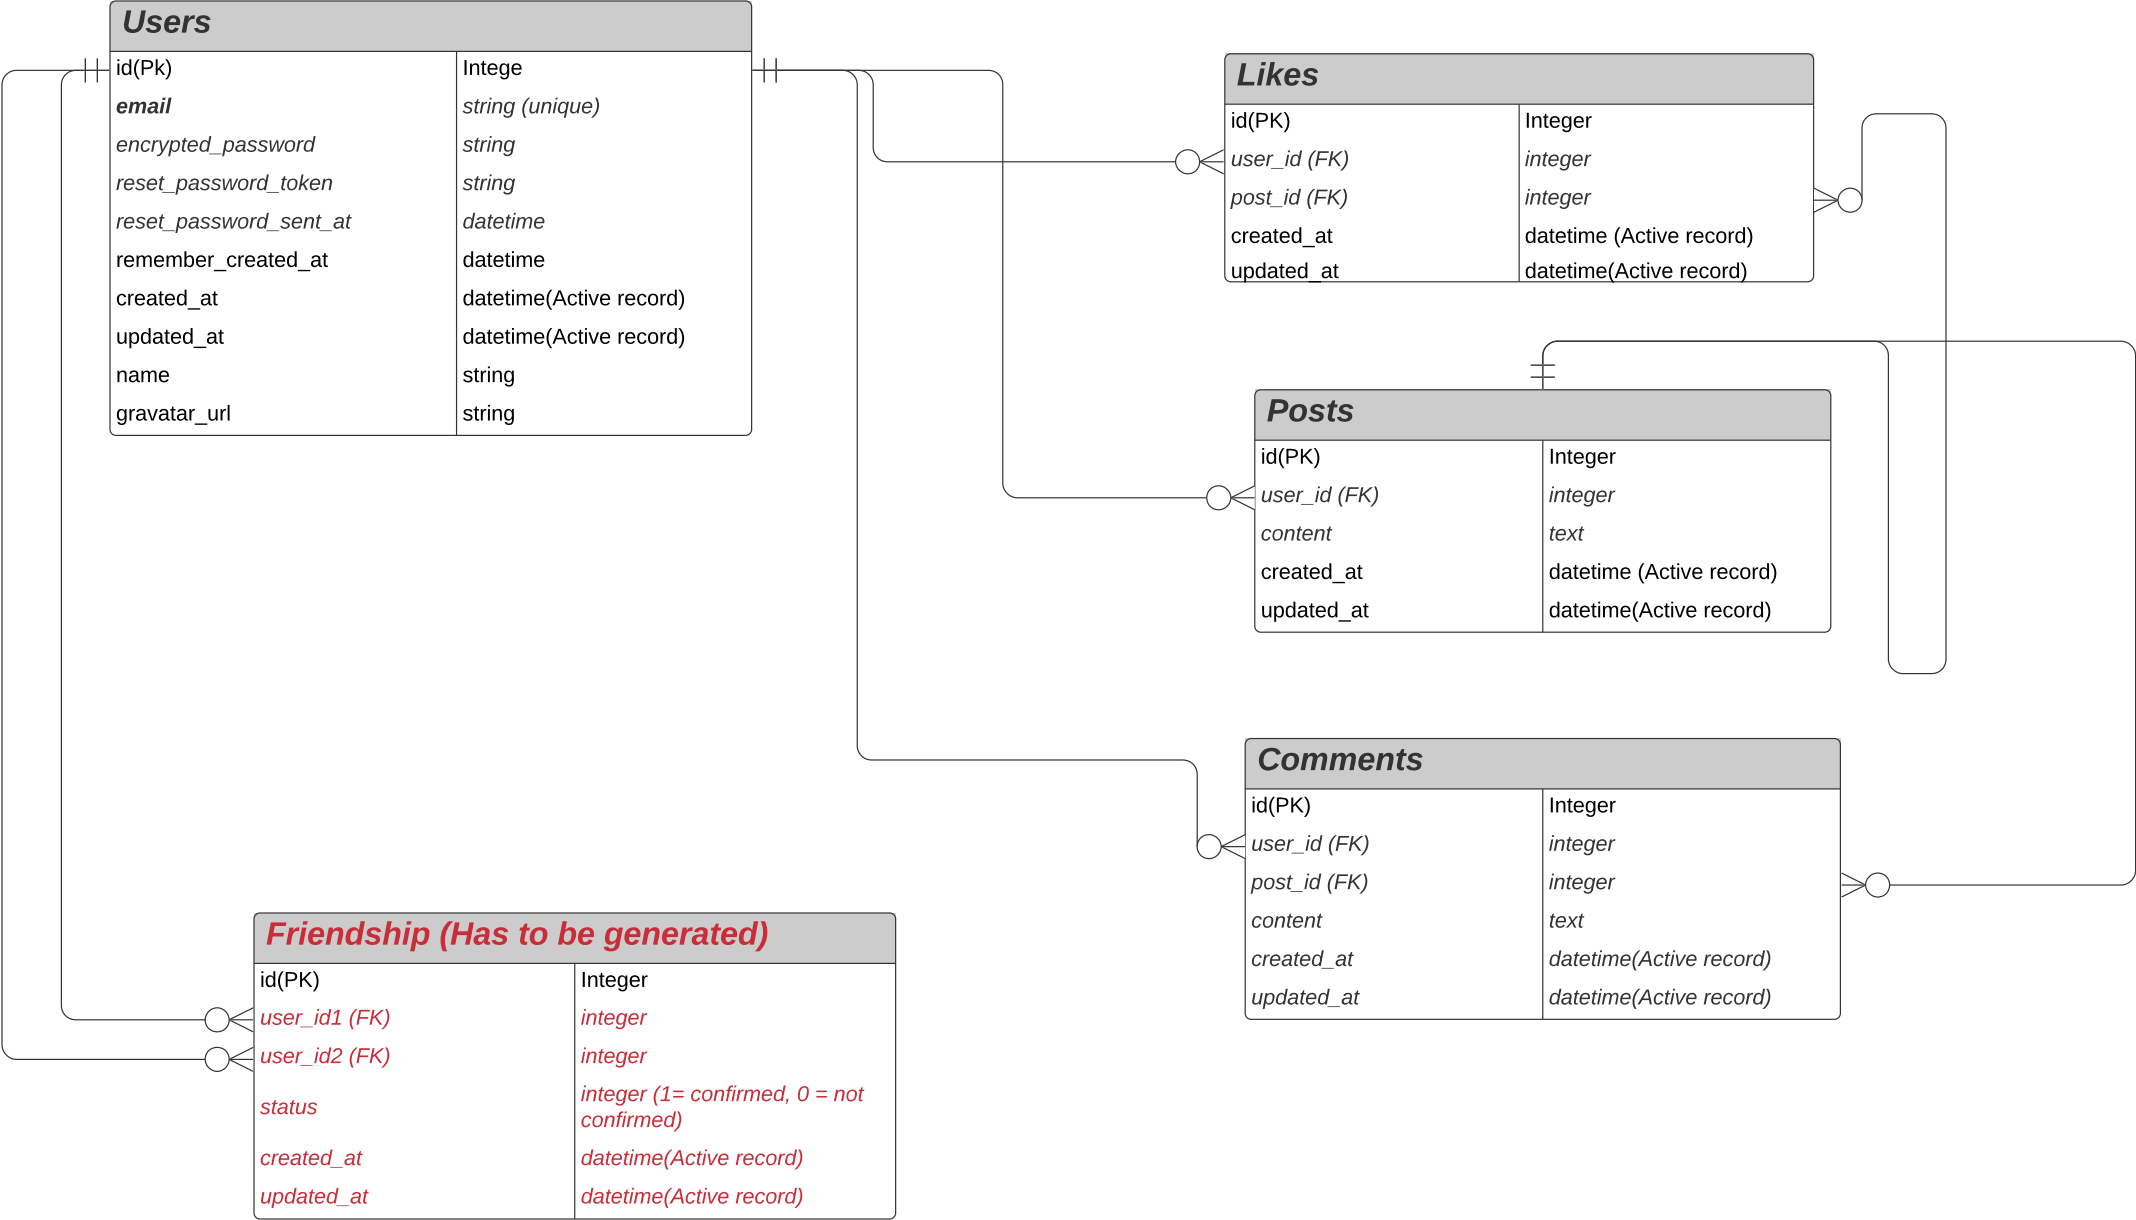 Users
id(Pk) Intege
email string (unique)
encrypted_password string
reset_password_token string
reset_password_sent_at datetime
remember_created_at datetime
created_at datetime(Active record)
updated_at datetime(Active record)
name string
gravatar_url string
Likes
id(PK) Integer
user_id (FK) integer
post_id (FK) integer
created_at datetime (Active record)
updated_at datetime(Active record)
Posts
id(PK) Integer
user_id (FK) integer
content text
created_at datetime (Active record)
updated_at datetime(Active record)
Comments
id(PK) Integer
user_id (FK) integer
post_id (FK) integer
content text
created_at datetime(Active record)
updated_at datetime(Active record)
Friendship (Has to be generated)
id(PK) Integer
user_id1 (FK) integer
user_id2 (FK) integer
status integer (1= confirmed, 0 = not
confirmed)
created_at datetime(Active record)
updated_at datetime(Active record)